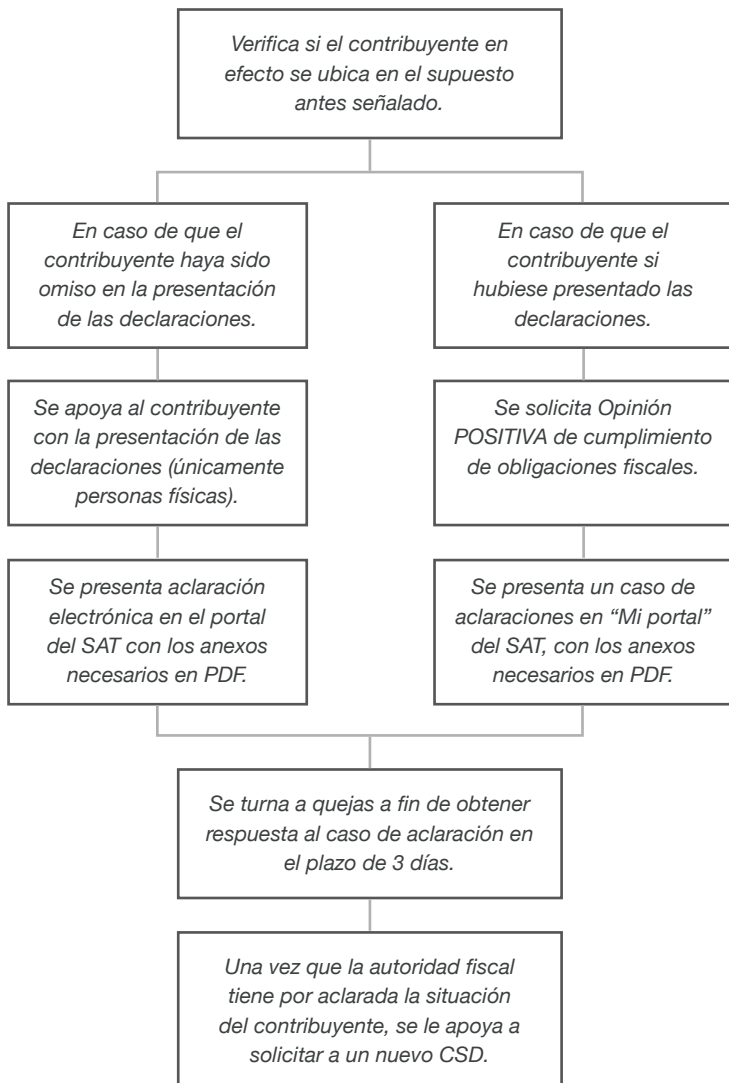 Verifica si el contribuyente en
efecto se ubica en el supuesto
antes señalado.
En caso de que el
contribuyente haya sido
omiso en la presentación
de las declaraciones.
En caso de que el
contribuyente si
hubiese presentado las
declaraciones.
Se apoya al contribuyente
con la presentación de las
declaraciones (únicamente
personas físicas).
Se solicita Opinión
POSITIVA de cumplimiento
de obligaciones fiscales.
Se presenta aclaración
electrónica en el portal
del SAT con los anexos
necesarios en PDF.
Se presenta un caso de
aclaraciones en “Mi portal”
del SAT, con los anexos
necesarios en PDF.
Se turna a quejas a fin de obtener
respuesta al caso de aclaración en
el plazo de 3 días.
Una vez que la autoridad fiscal
tiene por aclarada la situación
del contribuyente, se le apoya a
solicitar a un nuevo CSD.